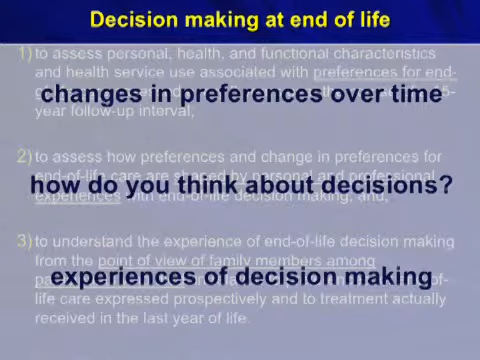 Decision making at end of life
1) to assess personal, health, and functional characteristics
and health service use associated with preferences for end-
changes in preferences over time
year follow-up interval,
2) to assess how preferences and change in preferences for
end-of-life care are shaped by personal and professional
how do you think about decisions?
experiences with end-of-life decision making, and,
3) to understand the experience of end-of-life decision making
from the point of view of family members among
experiences of decision making
life care expressed prospectively and to treatment actually
received in the last year of life.